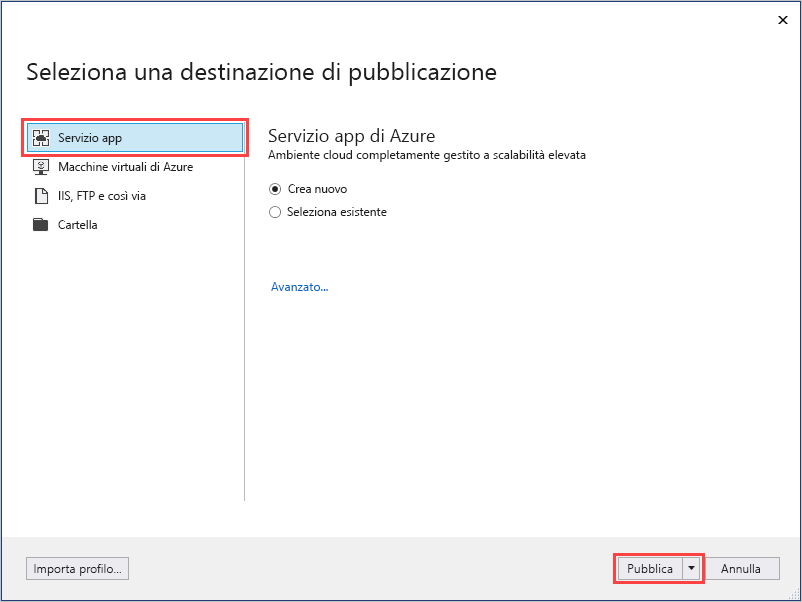 Seleziona una destinazione di pubblicazione
Servizio app
Macchine virtuali di Azure
IIS, FTP e così via
Cartella
Servizio app di Azure
Ambiente cloud completamente gestito a scalabilità elevata
Crea nuovo
Seleziona esistente
Avanzato...
Importa profilo...
Pubblica
Annulla